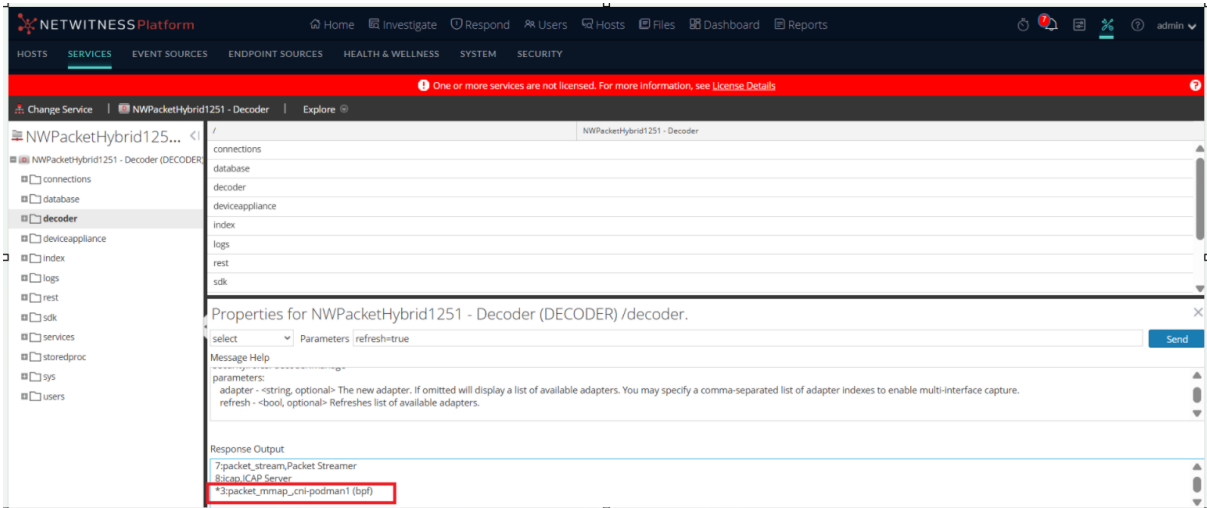 NETWITNESS Platform Home Investigate Respond Users Hosts Files Dashboard Reports 7 admin
HOSTS SERVICES EVENT SOURCES ENDPOINT SOURCES HEALTH & WELLNESS SYSTEM SECURITY
One or more services are not licensed. For more information, see License Details
Change Service | NWPacketHybrid1251 - Decoder | Explore
NWPacketHybrid125...
NWPacketHybrid1251 - Decoder (DECODER)
connections
database
decoder
deviceappliance
index
logs
rest
sdk
services
storedproc
sys
users
/ NWPacketHybrid1251 - Decoder
connections
database
decoder
deviceappliance
index
logs
rest
sdk
Properties for NWPacketHybrid1251 - Decoder (DECODER) /decoder.
select Parameters refresh=true Send
Message Help
parameters:
adapter - <string, optional> The new adapter. If omitted will display a list of available adapters. You may specify a comma-separated list of adapter indexes to enable multi-interface capture.
refresh - <bool, optional> Refreshes list of available adapters.
Response Output
7:packet_stream,Packet Streamer
8:icap,ICAP Server
*3:packet_mmap_,cni-podman1 (bpf)